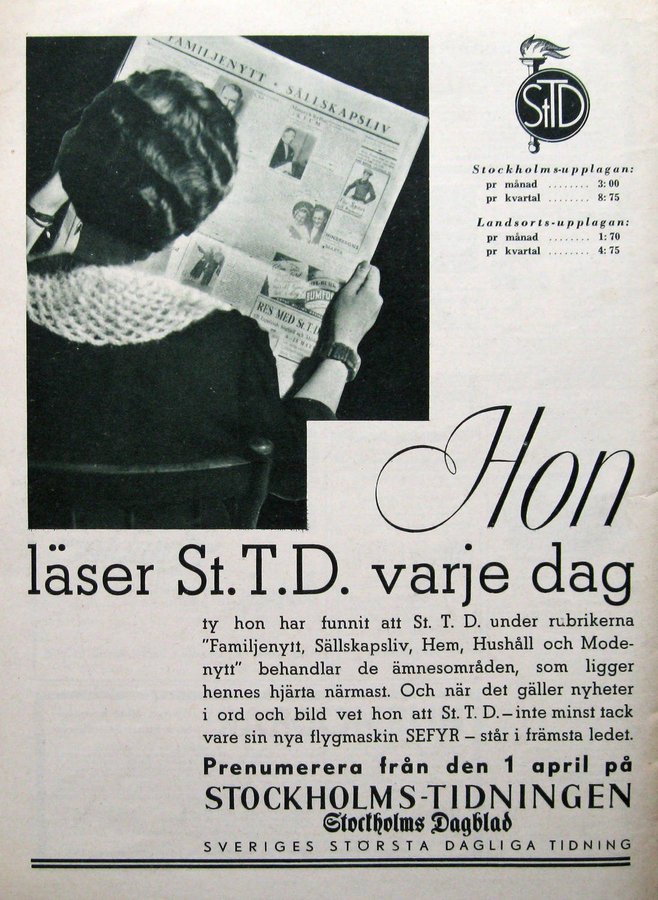 FAMILJENYTT · SÄLLSKAPSLIV
RES MED St.T.D.
StTD
Stockholms-upplagan:
pr månad ........ 3: 00
pr kvartal ........ 8: 75
Landsorts-upplagan:
pr månad ........ 1: 70
pr kvartal ........ 4: 75
Hon
läser St.T.D. varje dag
ty hon har funnit att St. T. D. under rubrikerna
"Familjenytt, Sällskapsliv, Hem, Hushåll och Mode-
nytt" behandlar de ämnesområden, som ligger
hennes hjärta närmast. Och när det gäller nyheter
i ord och bild vet hon att St. T. D. – inte minst tack
vare sin nya flygmaskin SEFYR – står i främsta ledet.
Prenumerera från den 1 april på
STOCKHOLMS-TIDNINGEN
Stockholms Dagblad
SVERIGES STÖRSTA DAGLIGA TIDNING